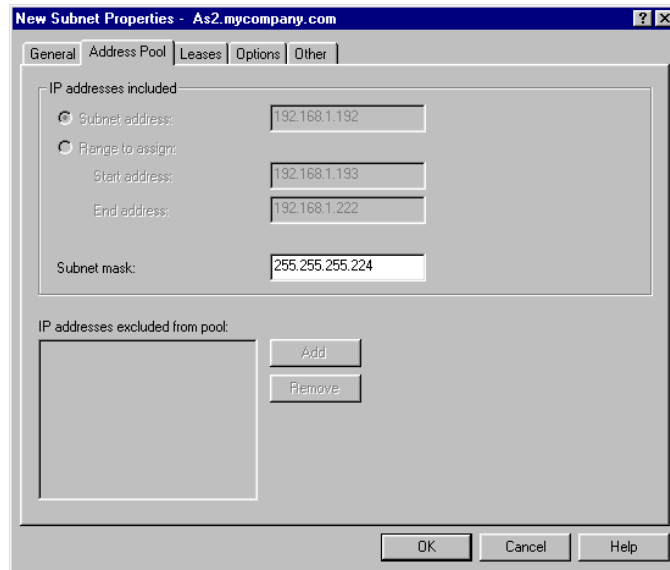 New Subnet Properties - As2.mycompany.com
General Address Pool Leases Options Other
IP addresses included
Subnet address: 192.168.1.192
Range to assign:
Start address: 192.168.1.193
End address: 192.168.1.222
Subnet mask: 255.255.255.224
IP addresses excluded from pool:
Add
Remove
OK Cancel Help